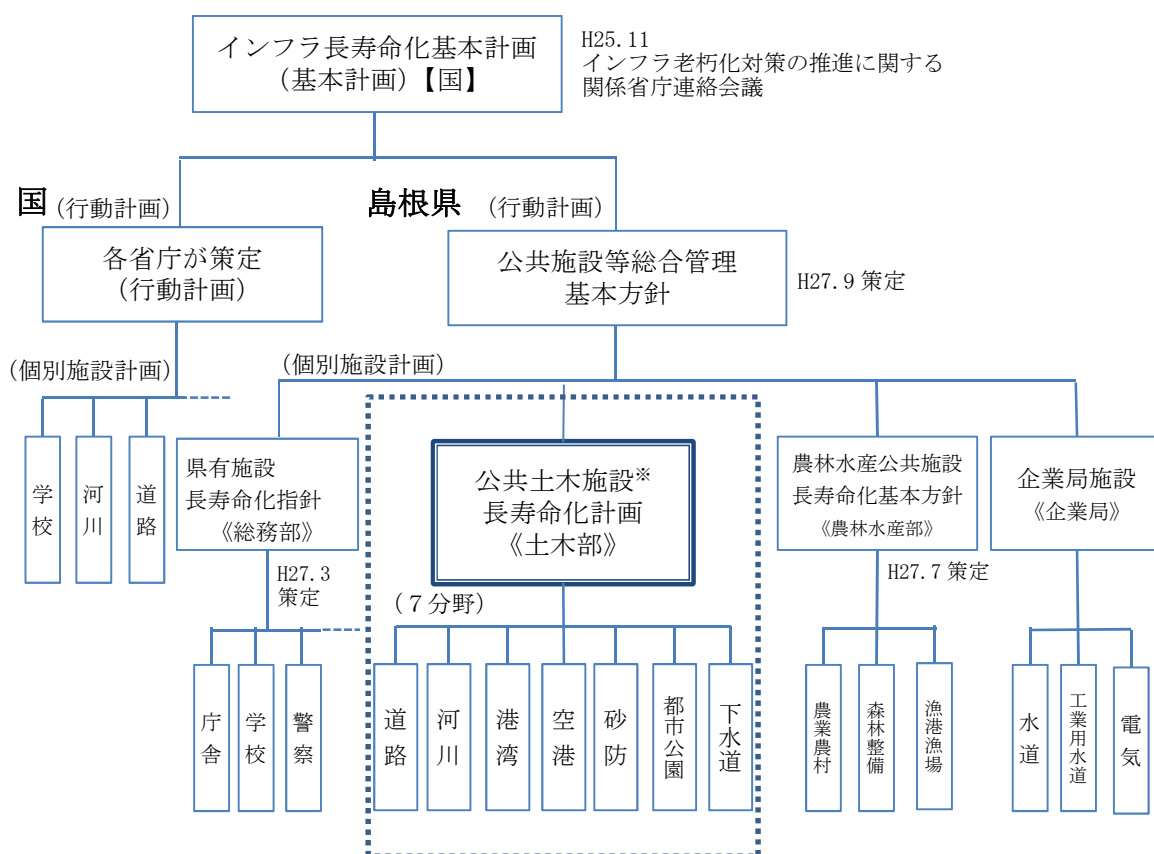 インフラ長寿命化基本計画
(基本計画)【国】
H25.11
インフラ老朽化対策の推進に関する
関係省庁連絡会議
国 (行動計画)
島根県 (行動計画)
各省庁が策定
(行動計画)
公共施設等総合管理
基本方針
H27.9 策定
(個別施設計画)
(個別施設計画)
学校
河川
道路
県有施設
長寿命化指針
《総務部》
公共土木施設※
長寿命化計画
《土木部》
農林水産公共施設
長寿命化基本方針
《農林水産部》
企業局施設
《企業局》
H27.3
策定
(７分野)
H27.7 策定
庁舎
学校
警察
道路
河川
港湾
空港
砂防
都市公園
下水道
農業農村
森林整備
漁港漁場
水道
工業用水道
電気